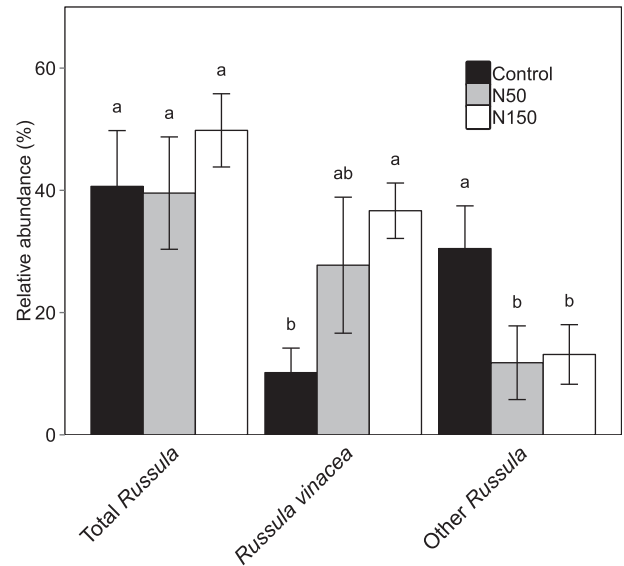 Relative abundance (%)
60
40
20
0
Control
N50
N150
a
a
a
b
ab
a
a
b
b
Total Russula
Russula vinacea
Other Russula